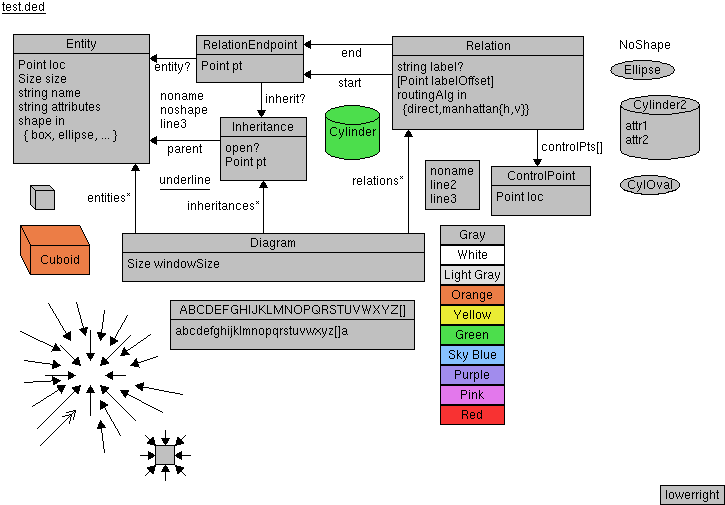 test.ded
Entity
Point loc
Size size
string name
string attributes
shape in
{ box, ellipse, ... }
entity?
RelationEndpoint
Point pt
end
start
Relation
string label?
[Point labelOffset]
routingAlg in
{direct,manhattan{h,v}}
NoShape
Ellipse
Cylinder2
attr1
attr2
CylOval
noname
noshape
line3
inherit?
Inheritance
open?
Point pt
parent
Cylinder
controlPts[]
noname
line2
line3
ControlPoint
Point loc
underline
entities*
inheritances*
relations*
Cuboid
Diagram
Size windowSize
Gray
White
Light Gray
Orange
Yellow
Green
Sky Blue
Purple
Pink
Red
ABCDEFGHIJKLMNOPQRSTUVWXYZ[]
abcdefghijklmnopqrstuvwxyz[]a
lowerright